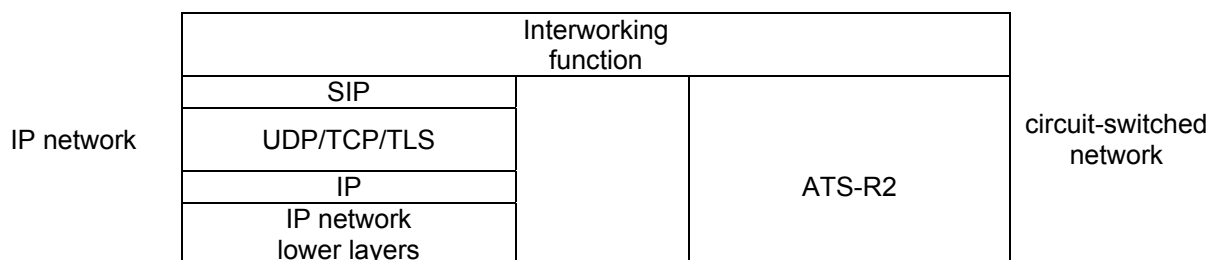 Interworking
function
SIP
IP network
UDP/TCP/TLS
circuit-switched
network
IP
ATS-R2
IP network
lower layers